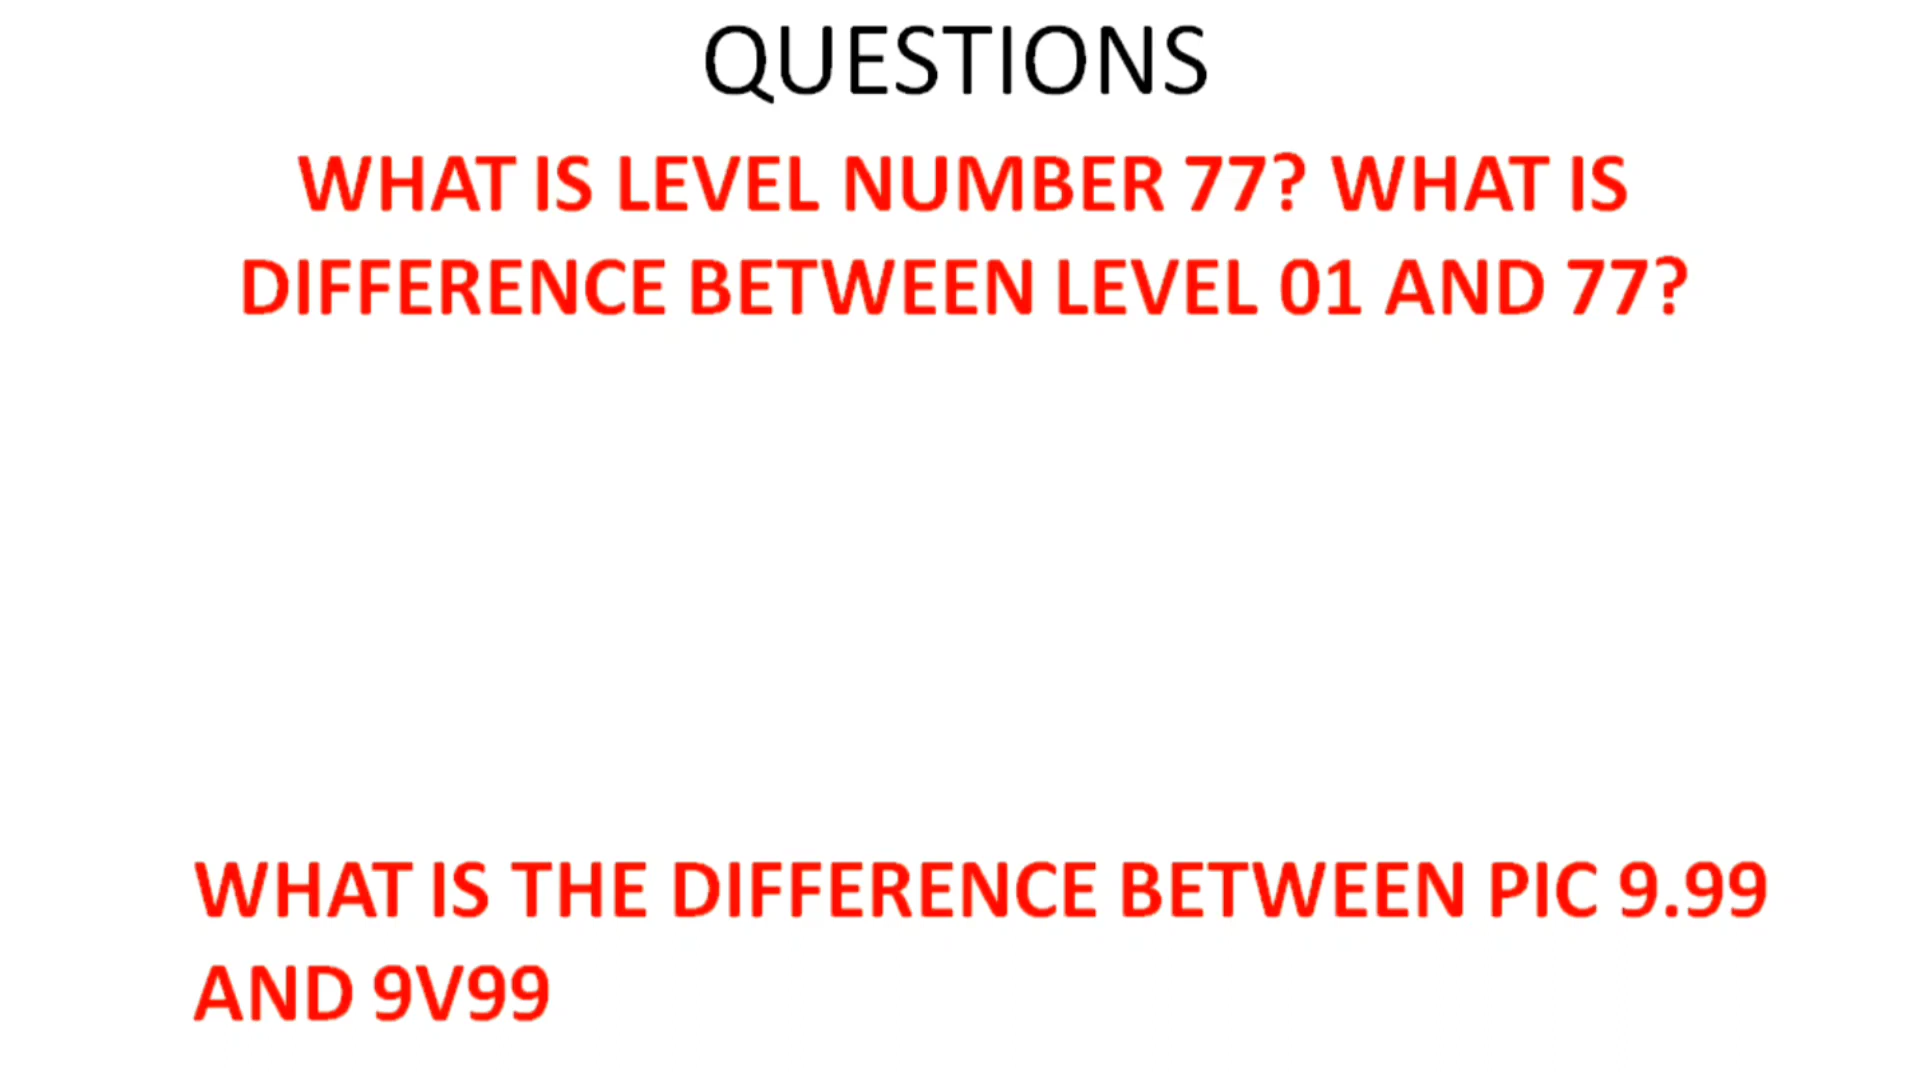 QUESTIONS
WHAT IS LEVEL NUMBER 77? WHAT IS
DIFFERENCE BETWEEN LEVEL 01 AND 77?
WHAT IS THE DIFFERENCE BETWEEN PIC 9.99
AND 9V99